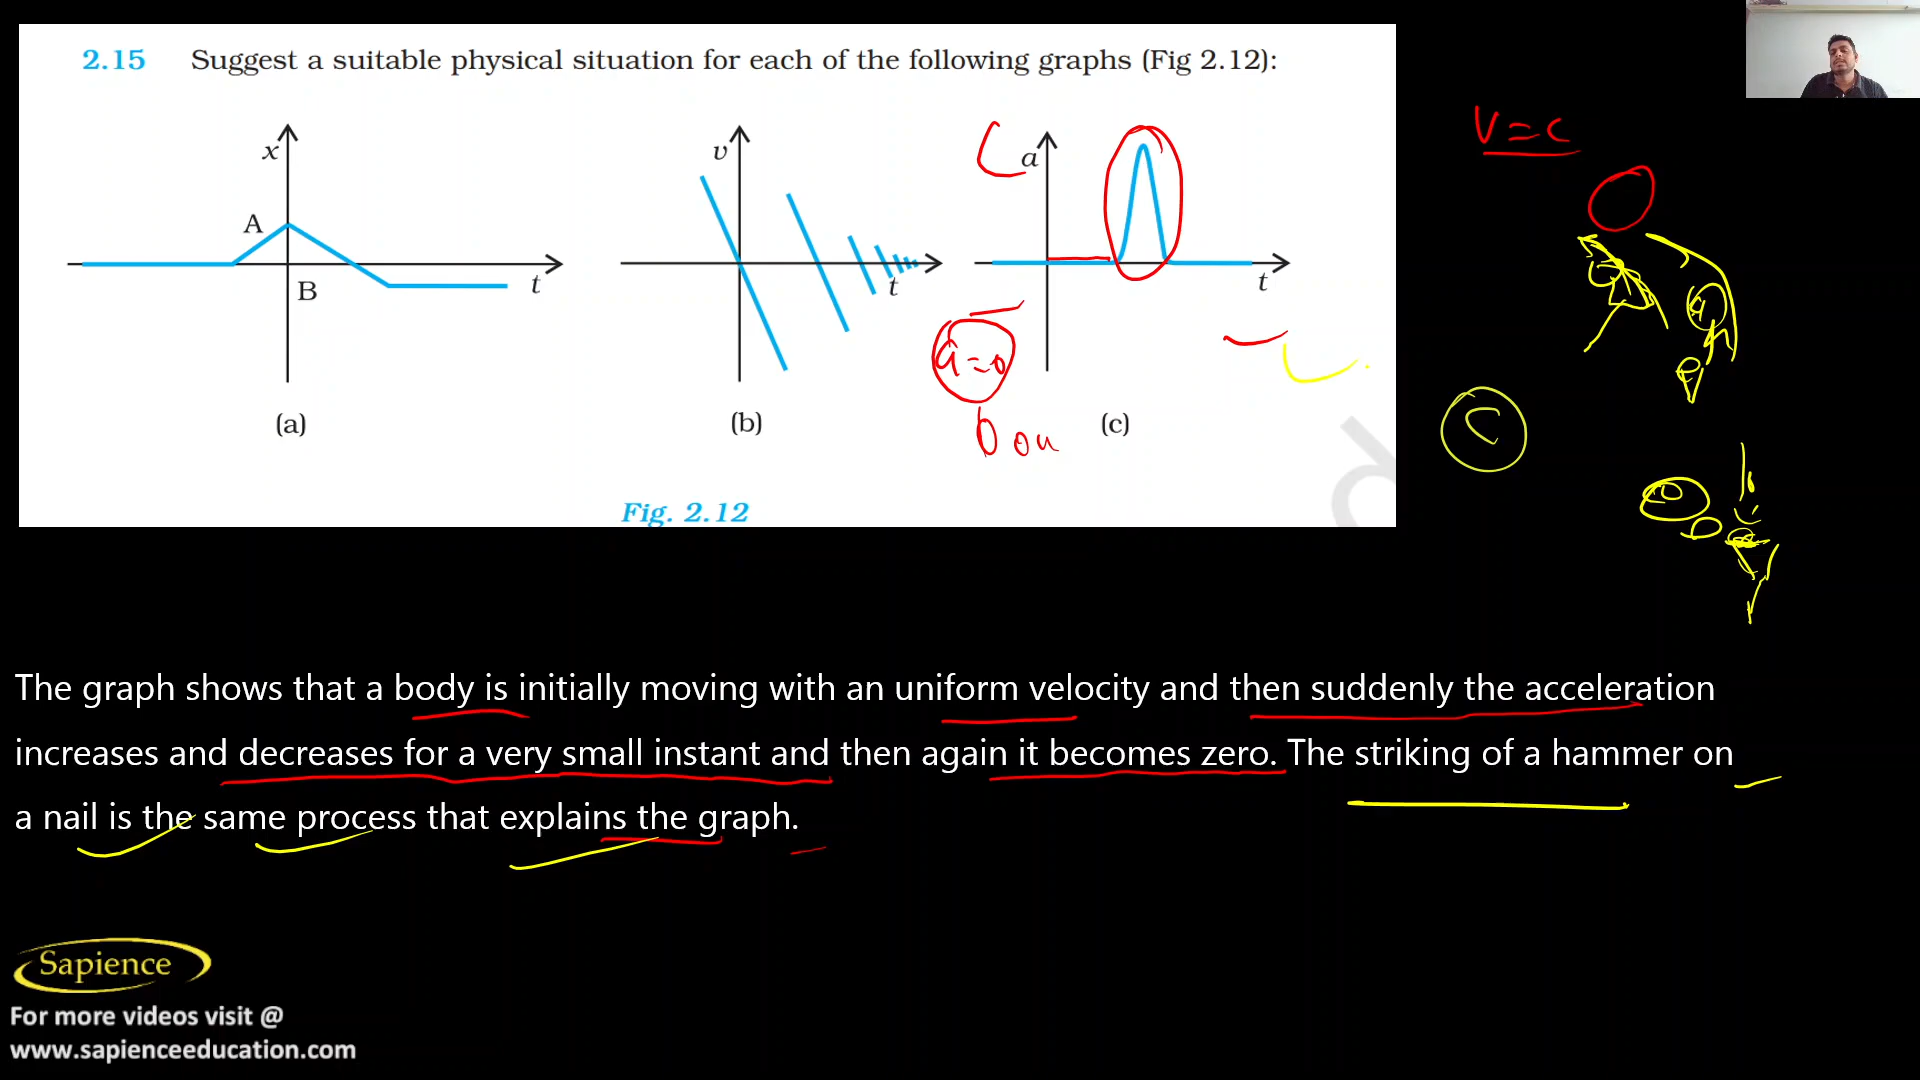 2.15 Suggest a suitable physical situation for each of the following graphs (Fig 2.12):
x
A
B
t
(a)
v
t
(b)
a
t
(c)
a=0
v=c
C
Fig. 2.12
The graph shows that a body is initially moving with an uniform velocity and then suddenly the acceleration
increases and decreases for a very small instant and then again it becomes zero. The striking of a hammer on
a nail is the same process that explains the graph.
Sapience
For more videos visit @
www.sapienceeducation.com